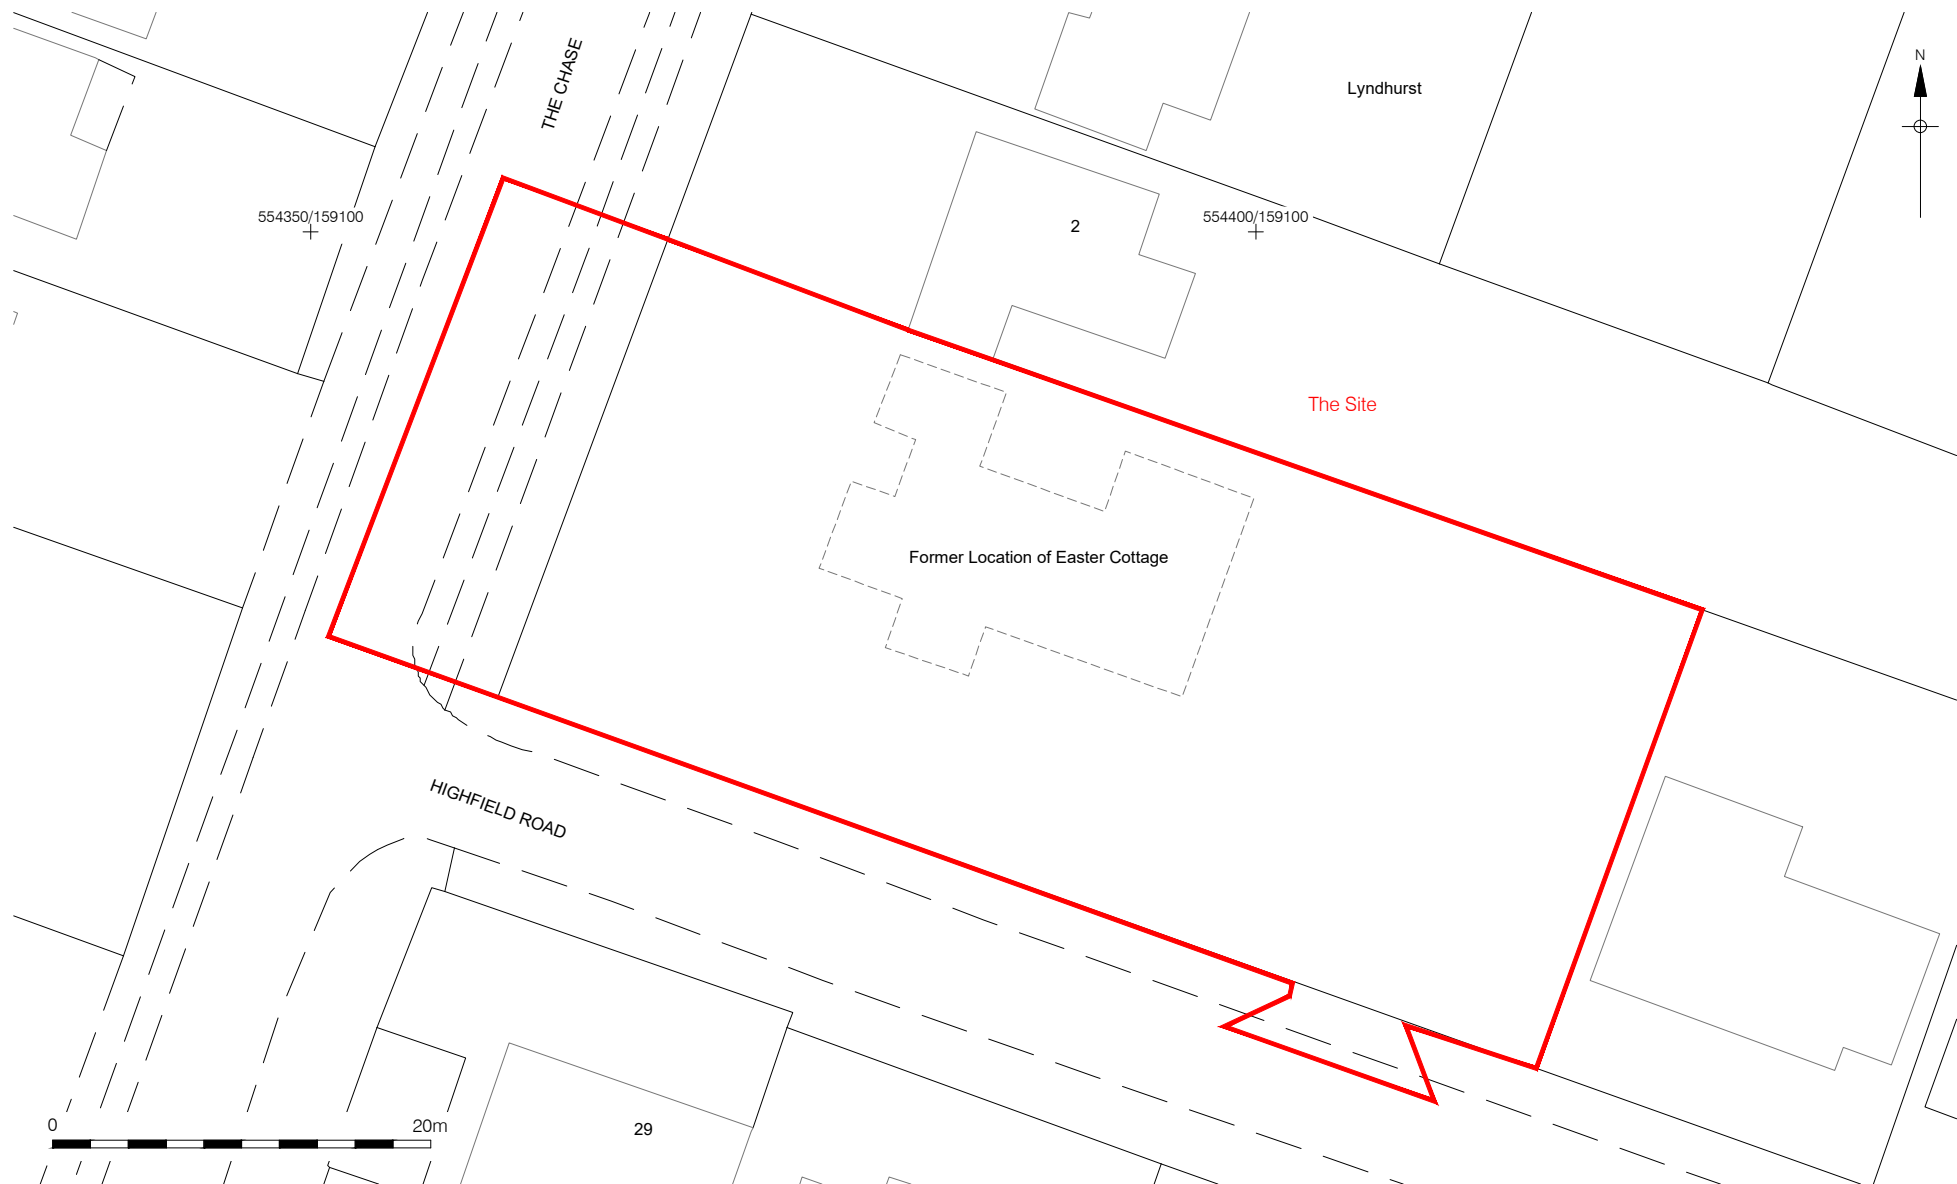 THE CHASE
Lyndhurst
N
554350/159100
2
554400/159100
The Site
Former Location of Easter Cottage
HIGHFIELD ROAD
0
20m
29